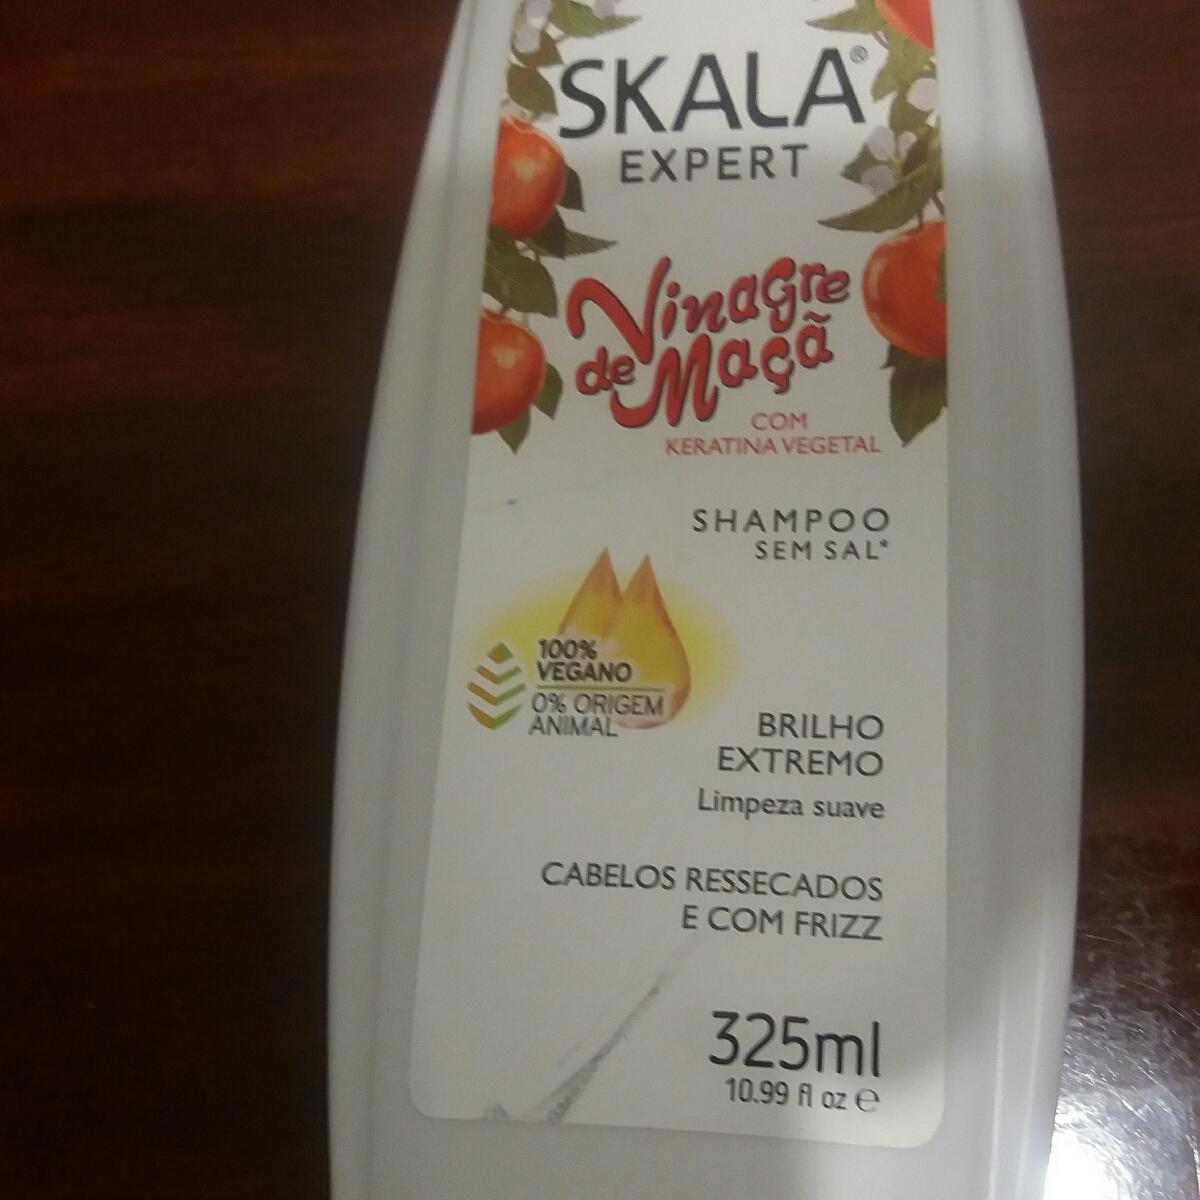 SKALA®
EXPERT
Vinagre
de Maçã
COM
KERATINA VEGETAL
SHAMPOO
SEM SAL*
100%
VEGANO
0% ORIGEM
ANIMAL
BRILHO
EXTREMO
Limpeza suave
CABELOS RESSECADOS
E COM FRIZZ
325ml
10.99 fl oz ℮